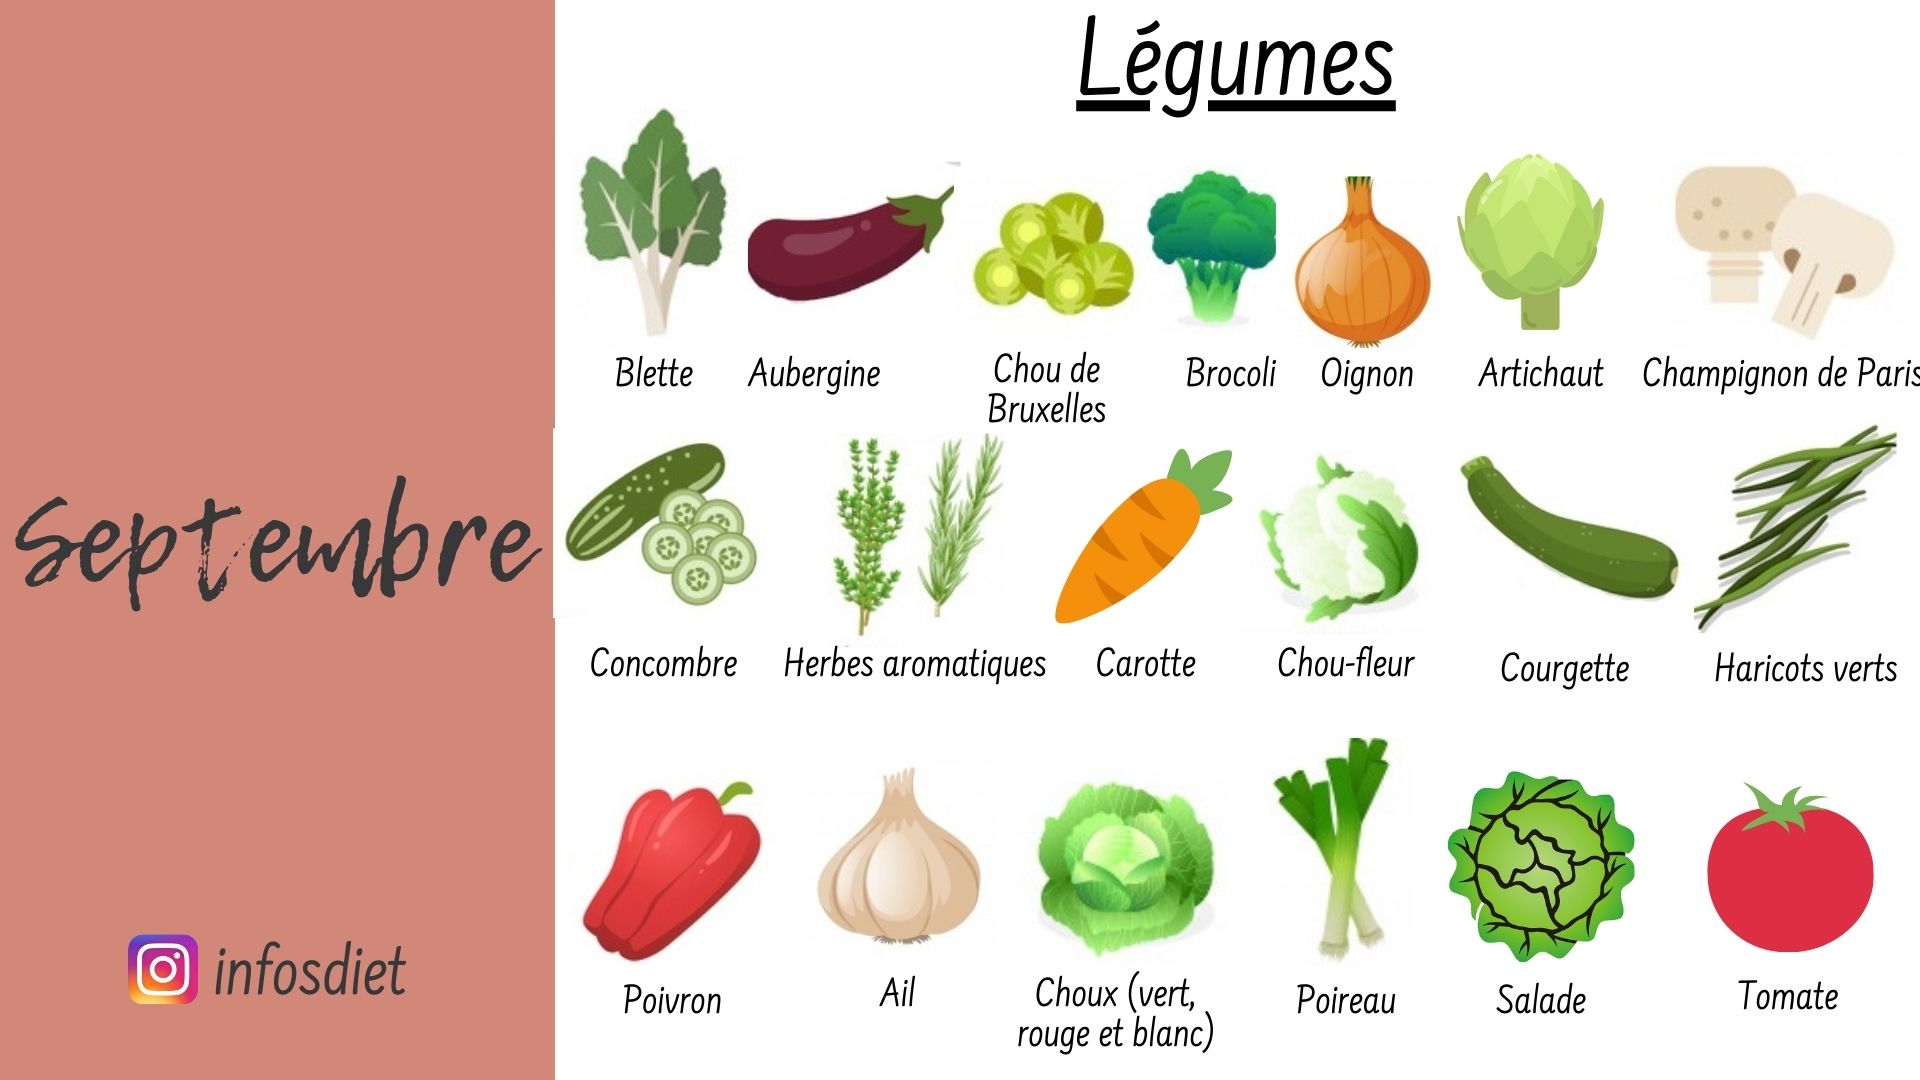 Légumes
Blette
Aubergine
Chou de
Bruxelles
Brocoli
Oignon
Artichaut
Champignon de Paris
Septembre
Concombre
Herbes aromatiques
Carotte
Chou-fleur
Courgette
Haricots verts
Poivron
Ail
Choux (vert,
rouge et blanc)
Poireau
Salade
Tomate
infosdiet